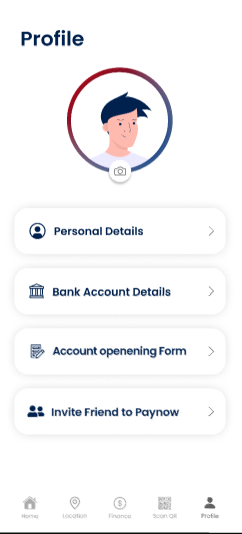 Profile
Personal Details
Bank Account Details
Account openening Form
Invite Friend to Paynow
Home
Location
Finance
Scan QR
Profile